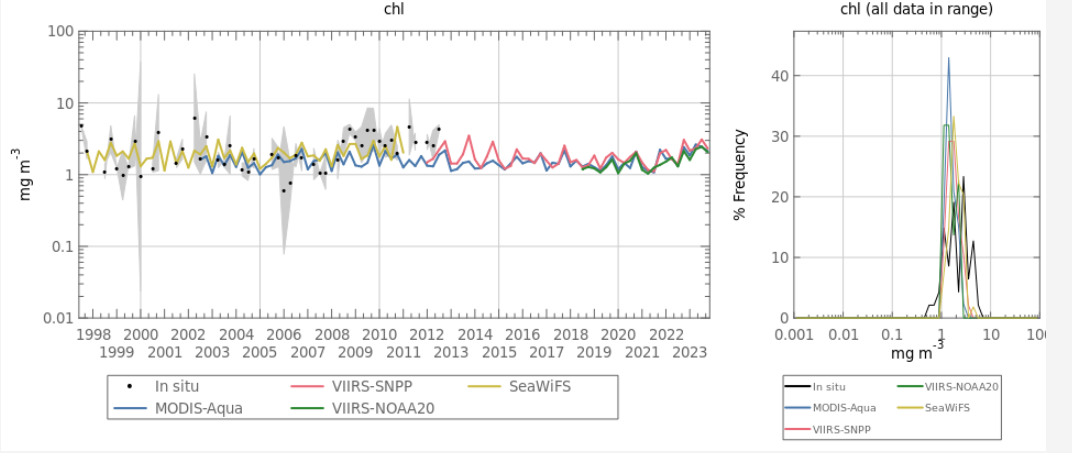 chl
chl (all data in range)
100
10
1
0.1
0.01
mg m-3
1998 2000 2002 2004 2006 2008 2010 2012 2014 2016 2018 2020 2022
1999 2001 2003 2005 2007 2009 2011 2013 2015 2017 2019 2021 2023
In situ VIIRS-SNPP SeaWiFS
MODIS-Aqua VIIRS-NOAA20
% Frequency
40
30
20
10
0
0.001 0.01 0.1 1 10
mg m-3
In situ VIIRS-NOAA20
MODIS-Aqua SeaWiFS
VIIRS-SNPP